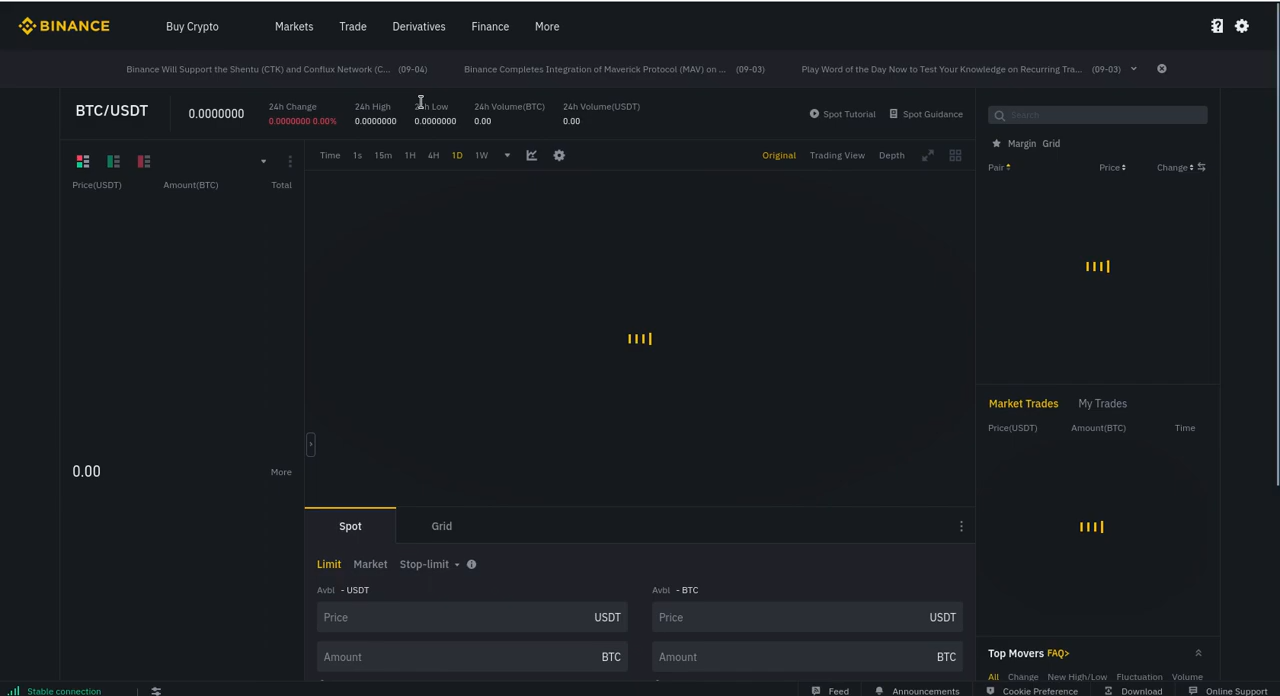 BINANCE
Buy Crypto Markets Trade Derivatives Finance More
Binance Will Support the Shentu (CTK) and Conflux Network (C... (09-04) Binance Completes Integration of Maverick Protocol (MAV) on ... (09-03) Play Word of the Day Now to Test Your Knowledge on Recurring Tra... (09-03)
BTC/USDT
0.0000000
24h Change 24h High 24h Low 24h Volume(BTC) 24h Volume(USDT)
0.0000000 0.00% 0.0000000 0.0000000 0.00 0.00
Spot Tutorial Spot Guidance
Search
Margin Grid
Pair Price Change
Time 1s 15m 1H 4H 1D 1W
Original Trading View Depth
Price(USDT) Amount(BTC) Total
0.00 More
Market Trades My Trades
Price(USDT) Amount(BTC) Time
Spot Grid
Limit Market Stop-limit
Avbl - USDT Avbl - BTC
Price USDT Price USDT
Amount BTC Amount BTC
Top Movers FAQ>
All Change New High/Low Fluctuation Volume
Stable connection
Feed Announcements Cookie Preference Download Online Support